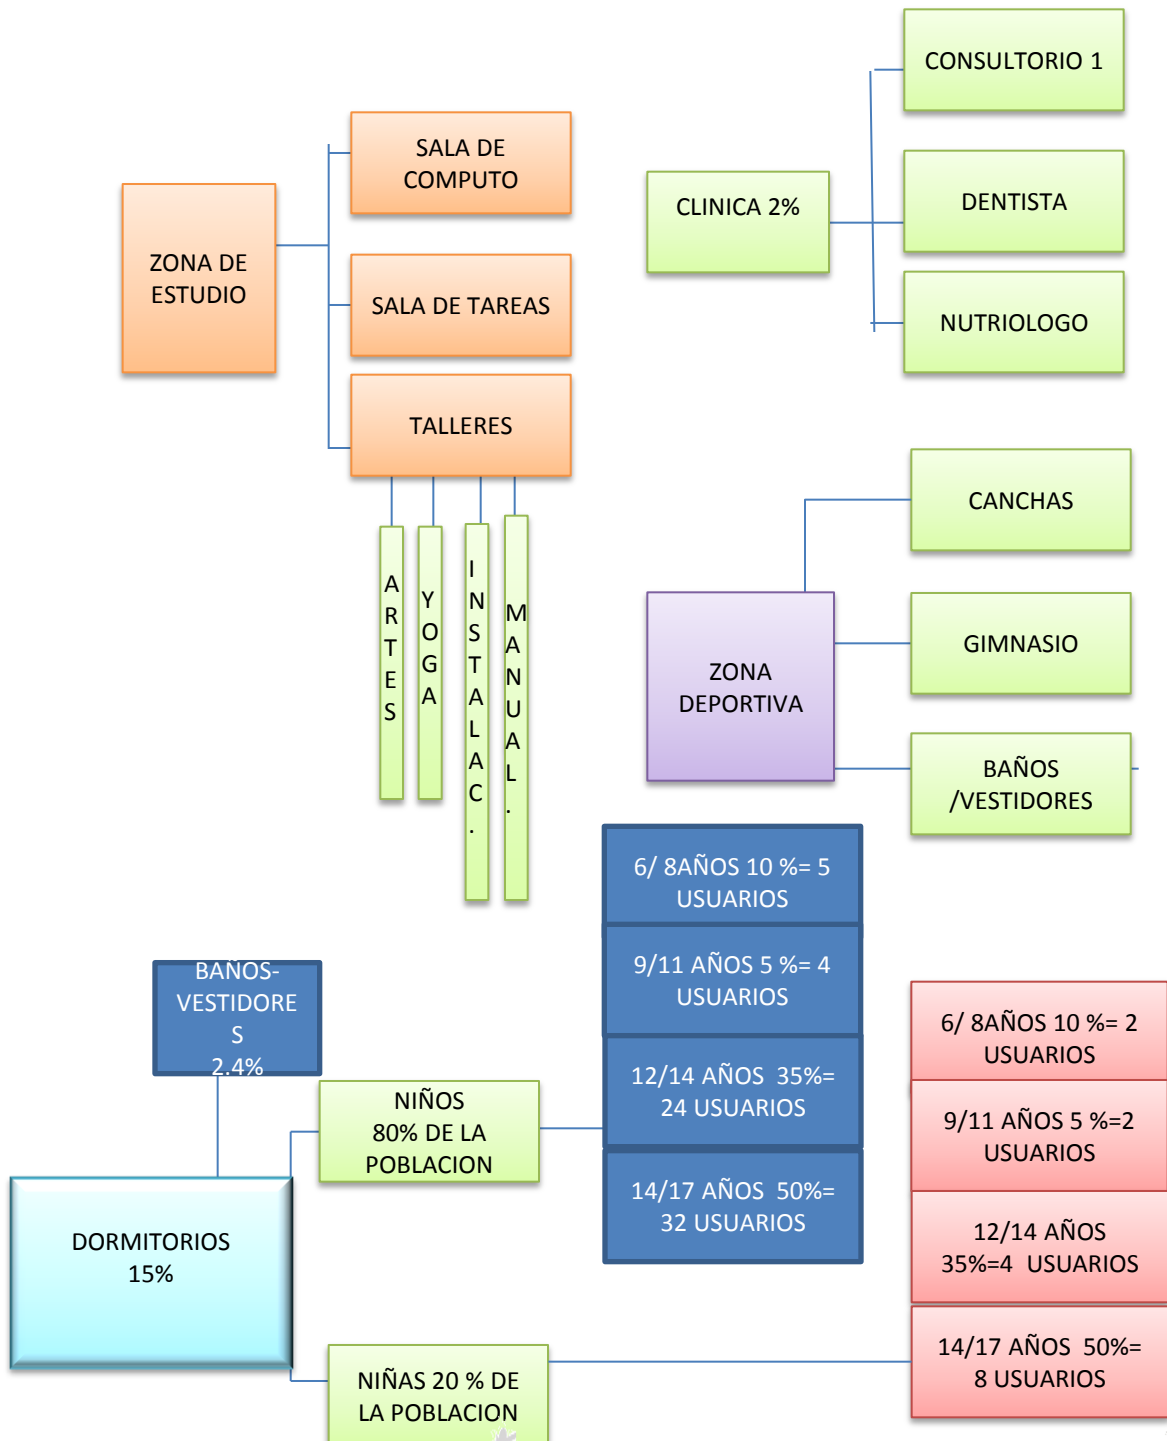 ZONA DE
ESTUDIO
SALA DE
COMPUTO
SALA DE TAREAS
TALLERES
ARTES
YOGA
INSTALAC.
MANUAL.
CLINICA 2%
CONSULTORIO 1
DENTISTA
NUTRIOLOGO
ZONA
DEPORTIVA
CANCHAS
GIMNASIO
BAÑOS
/VESTIDORES
BAÑOS-
VESTIDORE
S
2.4%
DORMITORIOS
15%
NIÑOS
80% DE LA
POBLACION
6/ 8AÑOS 10 %= 5
USUARIOS
9/11 AÑOS 5 %= 4
USUARIOS
12/14 AÑOS  35%=
24 USUARIOS
14/17 AÑOS  50%=
32 USUARIOS
NIÑAS 20 % DE
LA POBLACION
6/ 8AÑOS 10 %= 2
USUARIOS
9/11 AÑOS 5 %=2
USUARIOS
12/14 AÑOS
35%=4  USUARIOS
14/17 AÑOS  50%=
8 USUARIOS